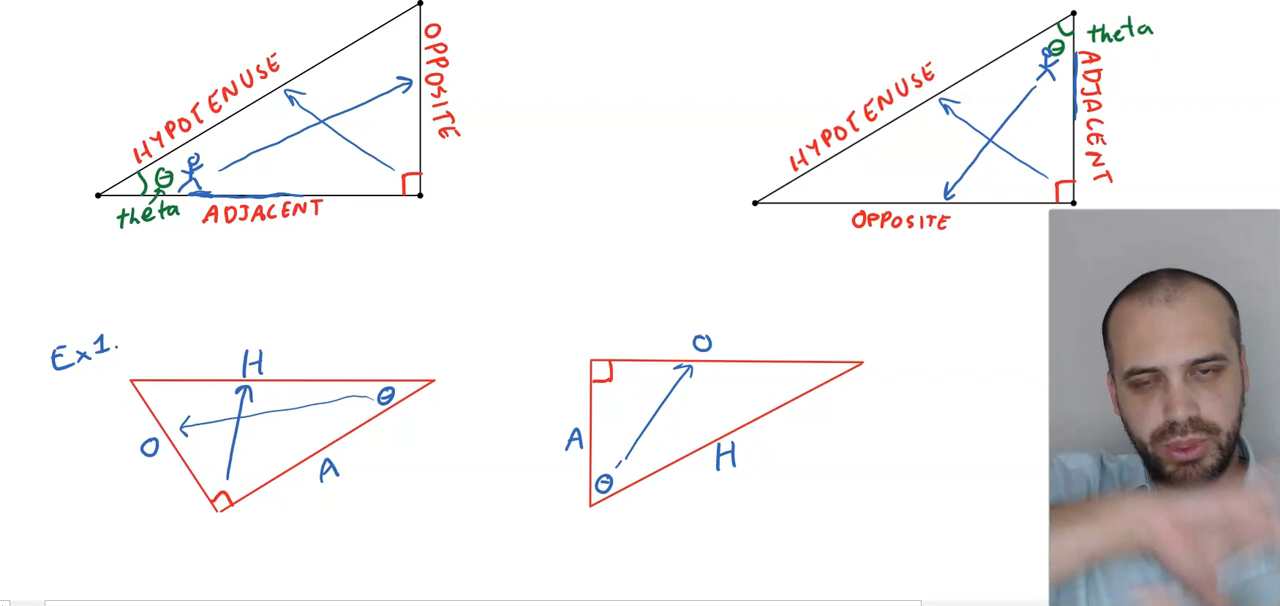 HYPOTENUSE
OPPOSITE
θ
theta
ADJACENT
HYPOTENUSE
θ
theta
ADJACENT
OPPOSITE
Ex1.
H
θ
O
A
O
A
θ
H